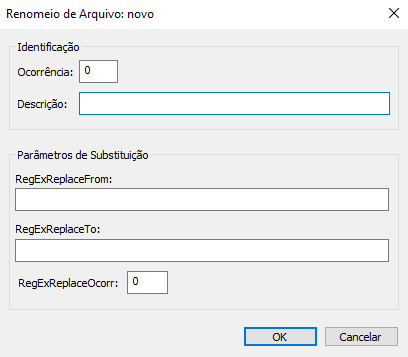 Renomeio de Arquivo: novo
Identificação
Ocorrência: 0
Descrição:
Parâmetros de Substituição
RegExReplaceFrom:
RegExReplaceTo:
RegExReplaceOcorr: 0
OK Cancelar